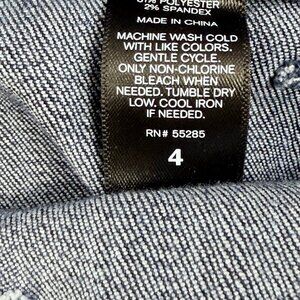 POLYESTER
2% SPANDEX
MADE IN CHINA
MACHINE WASH COLD
WITH LIKE COLORS.
GENTLE CYCLE.
ONLY NON-CHLORINE
BLEACH WHEN
NEEDED. TUMBLE DRY
LOW. COOL IRON
IF NEEDED.
RN# 55285
4